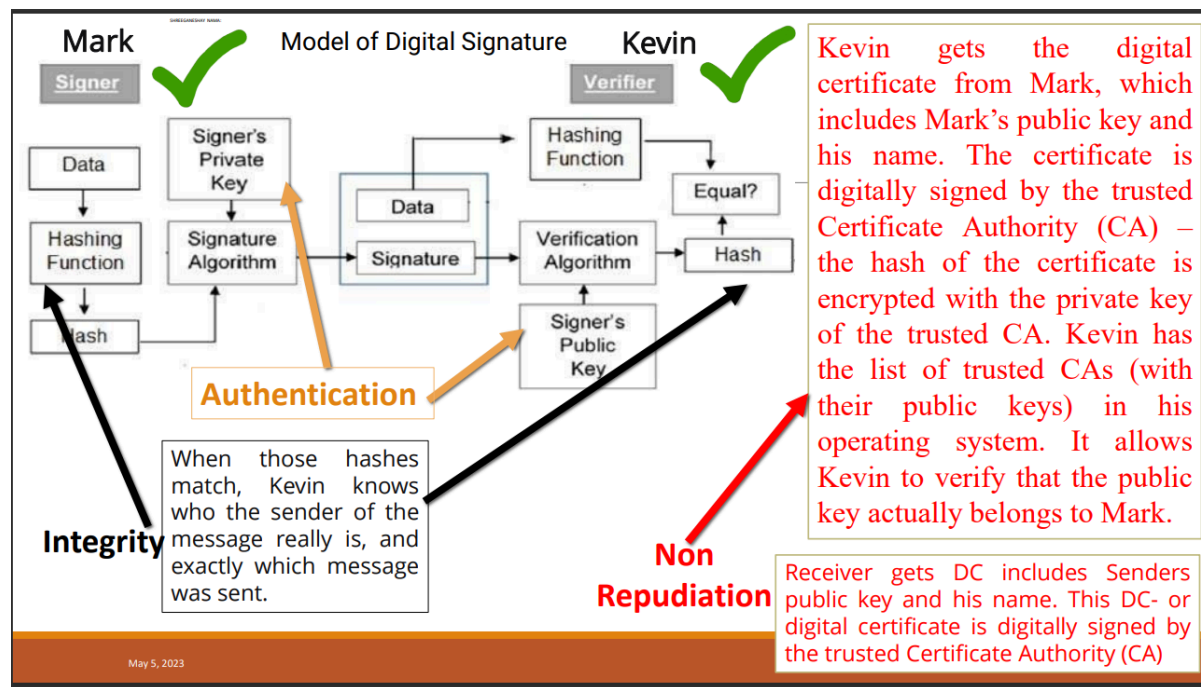 SHREEGANESHAY NAMAH
Mark
Model of Digital Signature
Kevin
Signer
Verifier
Data
Hashing
Function
Hash
Signer's
Private
Key
Signature
Algorithm
Data
Signature
Hashing
Function
Equal?
Verification
Algorithm
Hash
Signer's
Public
Key
Authentication
Integrity
When those hashes
match, Kevin knows
who the sender of the
message really is, and
exactly which message
was sent.
Non
Repudiation
Kevin gets the digital
certificate from Mark, which
includes Mark's public key and
his name. The certificate is
digitally signed by the trusted
Certificate Authority (CA) –
the hash of the certificate is
encrypted with the private key
of the trusted CA. Kevin has
the list of trusted CAs (with
their public keys) in his
operating system. It allows
Kevin to verify that the public
key actually belongs to Mark.
Receiver gets DC includes Senders
public key and his name. This DC- or
digital certificate is digitally signed by
the trusted Certificate Authority (CA)
May 5, 2023